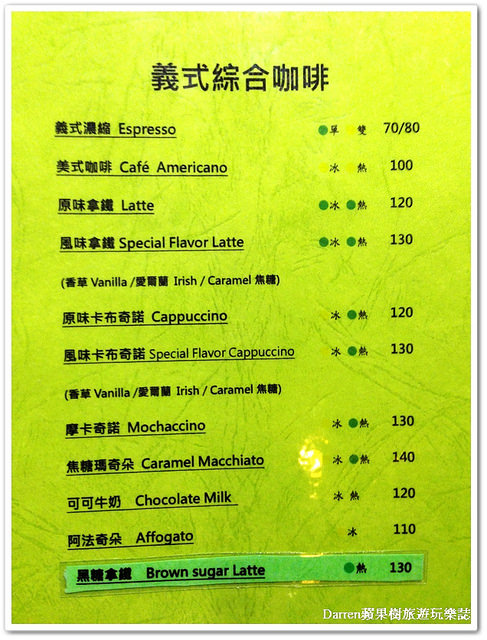 義式綜合咖啡
義式濃縮 Espresso 單 雙 70/80
美式咖啡 Café Americano 冰 熱 100
原味拿鐵 Latte 冰 熱 120
風味拿鐵 Special Flavor Latte 冰 熱 130
(香草 Vanilla /愛爾蘭 Irish / Caramel 焦糖)
原味卡布奇諾 Cappuccino 冰 熱 120
風味卡布奇諾 Special Flavor Cappuccino 冰 熱 130
(香草 Vanilla /愛爾蘭 Irish / Caramel 焦糖)
摩卡奇諾 Mochaccino 冰 熱 130
焦糖瑪奇朵 Caramel Macchiato 冰 熱 140
可可牛奶 Chocolate Milk 冰 熱 120
阿法奇朵 Affogato 冰 110
黑糖拿鐵 Brown sugar Latte 熱 130
Darren蘋果樹旅遊玩樂誌